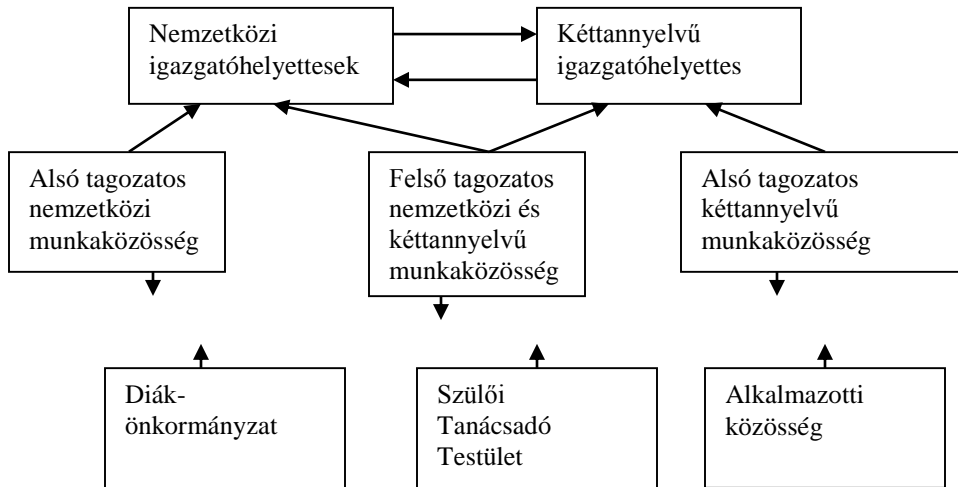 Nemzetközi
igazgatóhelyettesek
Kéttannyelvű
igazgatóhelyettes
Alsó tagozatos
nemzetközi
munkaközösség
Felső tagozatos
nemzetközi és
kéttannyelvű
munkaközösség
Alsó tagozatos
kéttannyelvű
munkaközösség
Diák-
önkormányzat
Szülői
Tanácsadó
Testület
Alkalmazotti
közösség